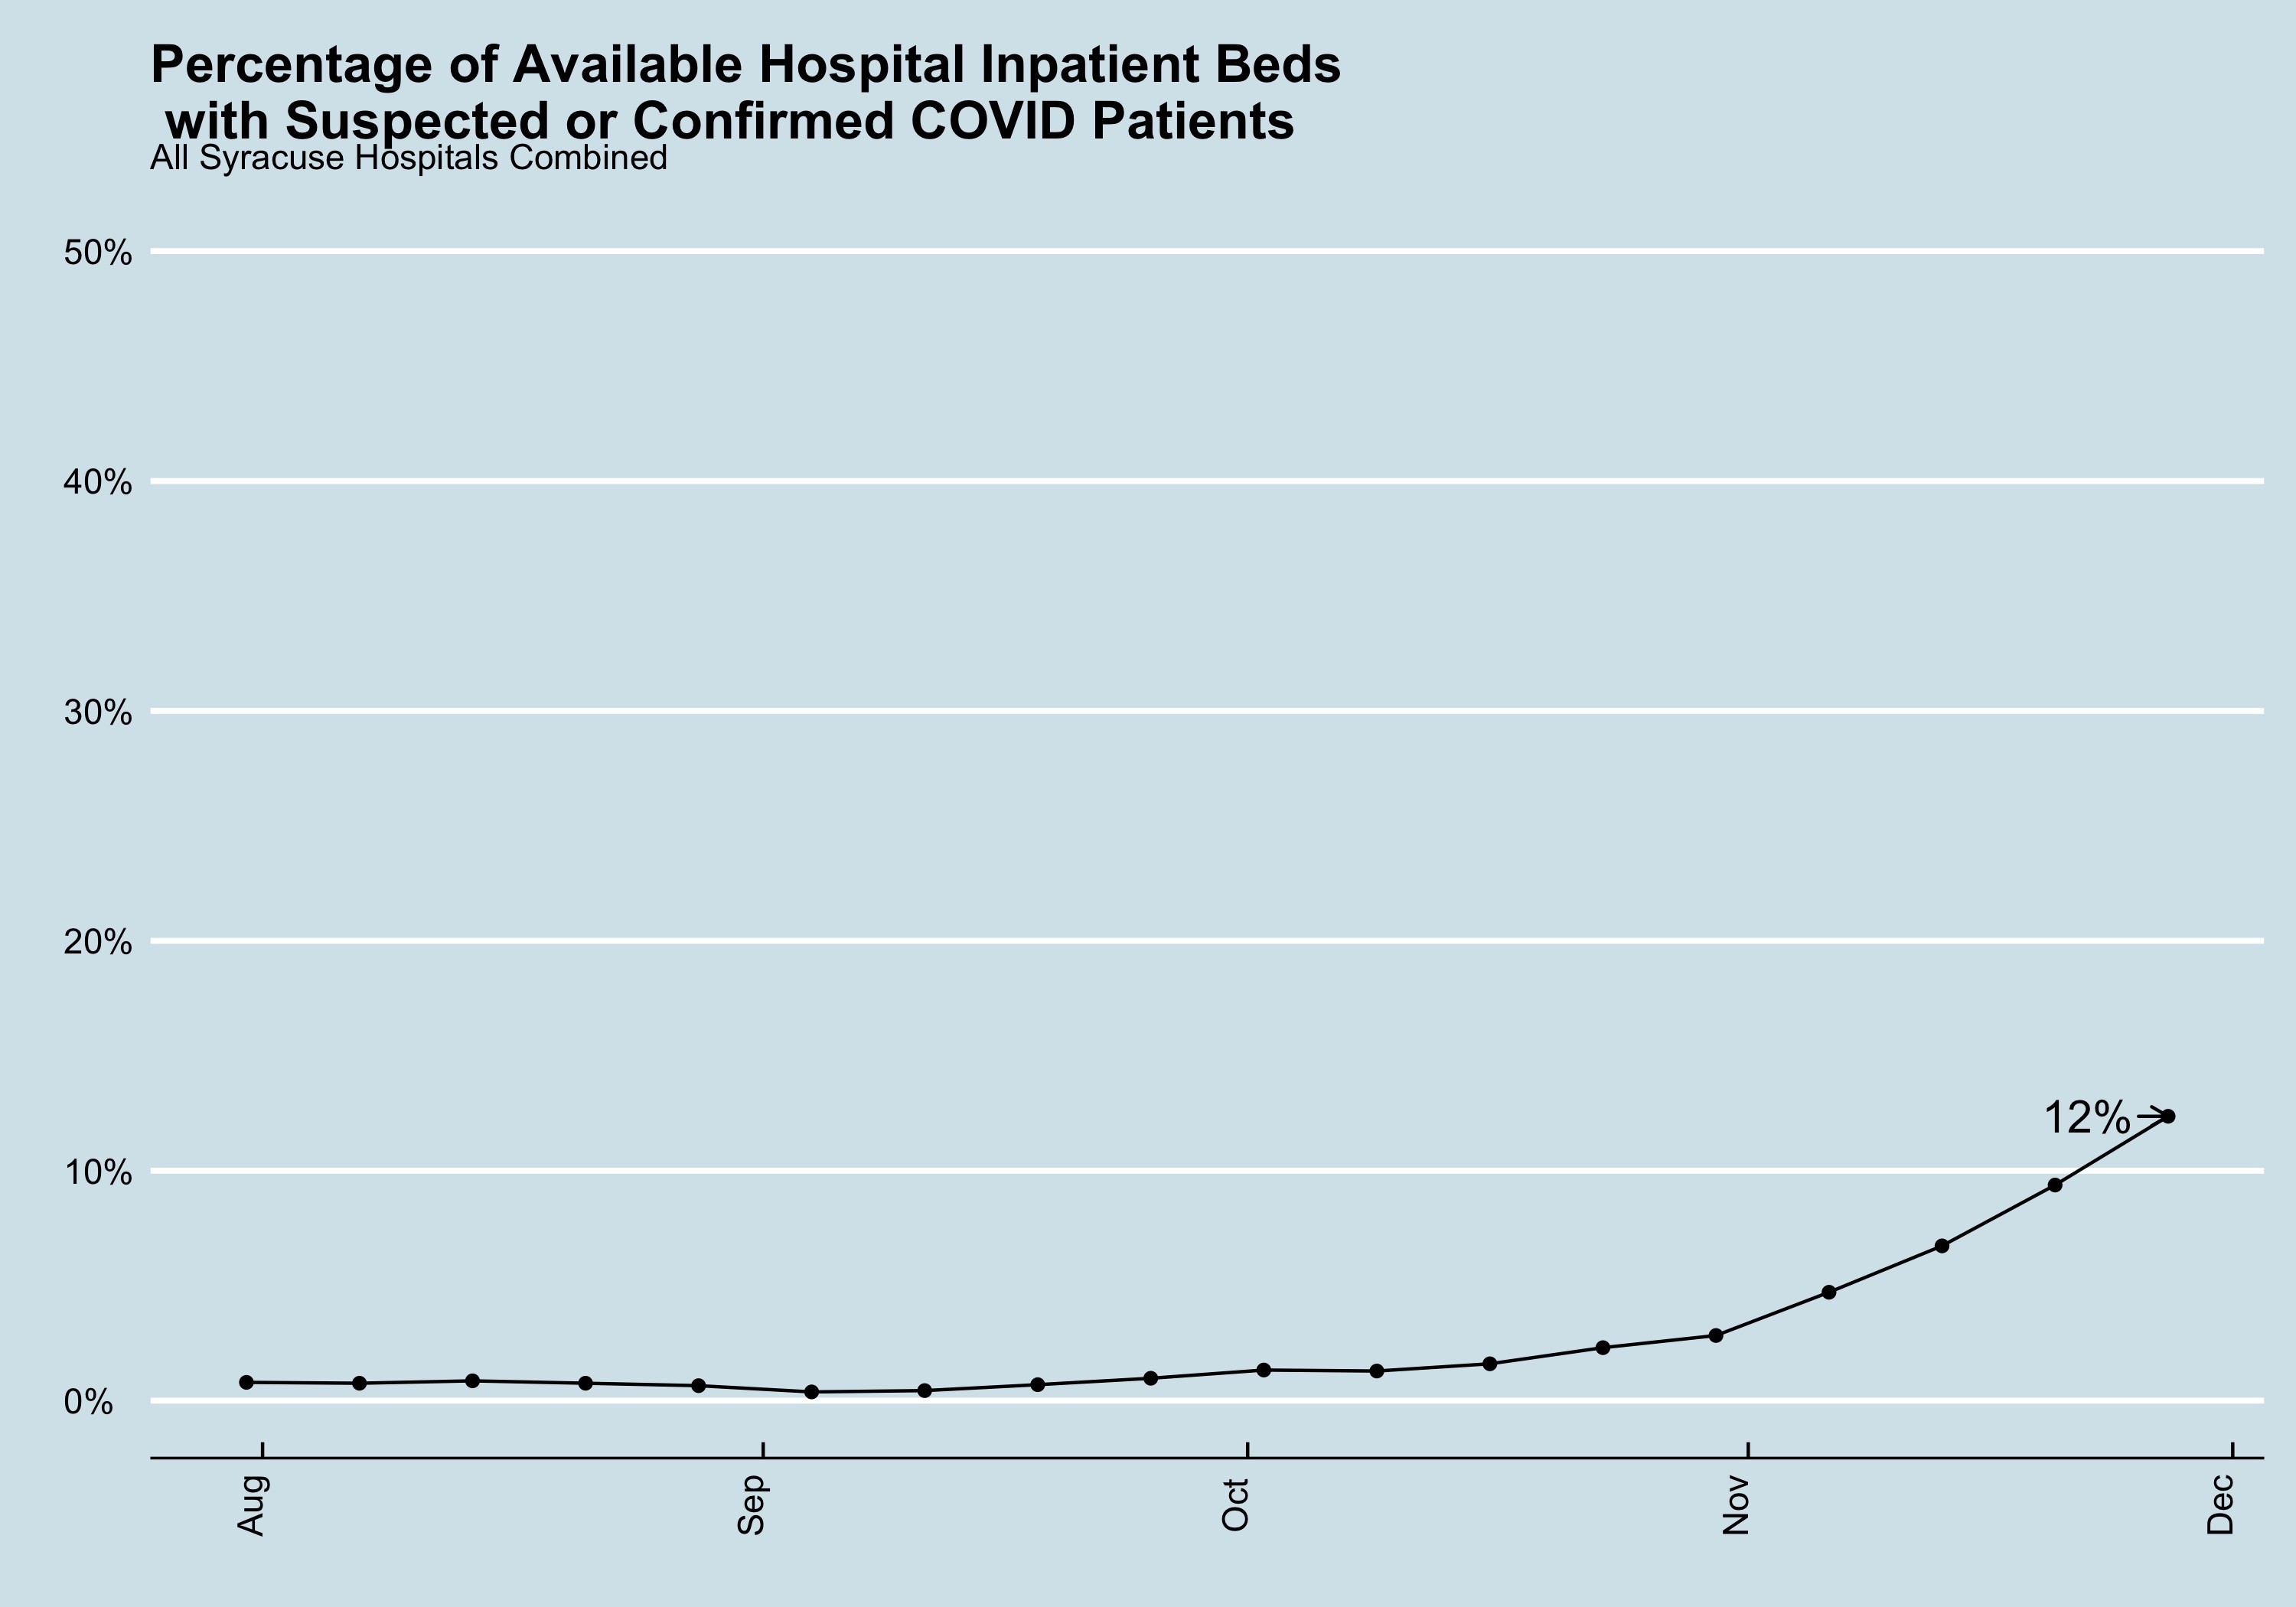 Percentage of Available Hospital Inpatient Beds
with Suspected or Confirmed COVID Patients
All Syracuse Hospitals Combined
50%
40%
30%
20%
12%
10%
0%
Aug
Sep
Oct
Nov
Dec